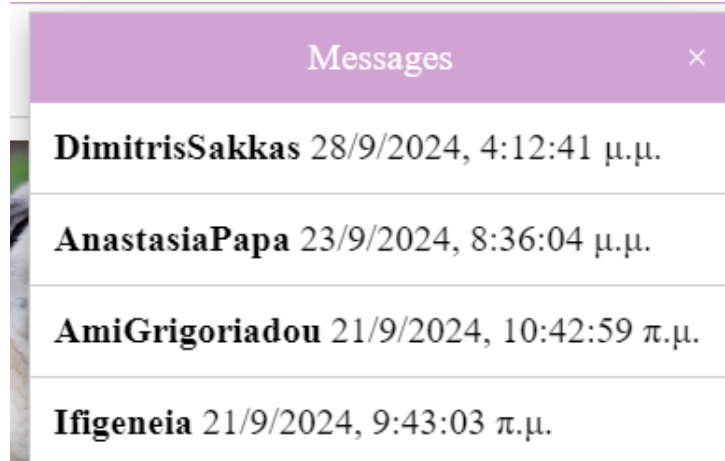 Messages ×
DimitrisSakkas 28/9/2024, 4:12:41 μ.μ.
AnastasiaPapa 23/9/2024, 8:36:04 μ.μ.
AmiGrigoriadou 21/9/2024, 10:42:59 π.μ.
Ifigeneia 21/9/2024, 9:43:03 π.μ.